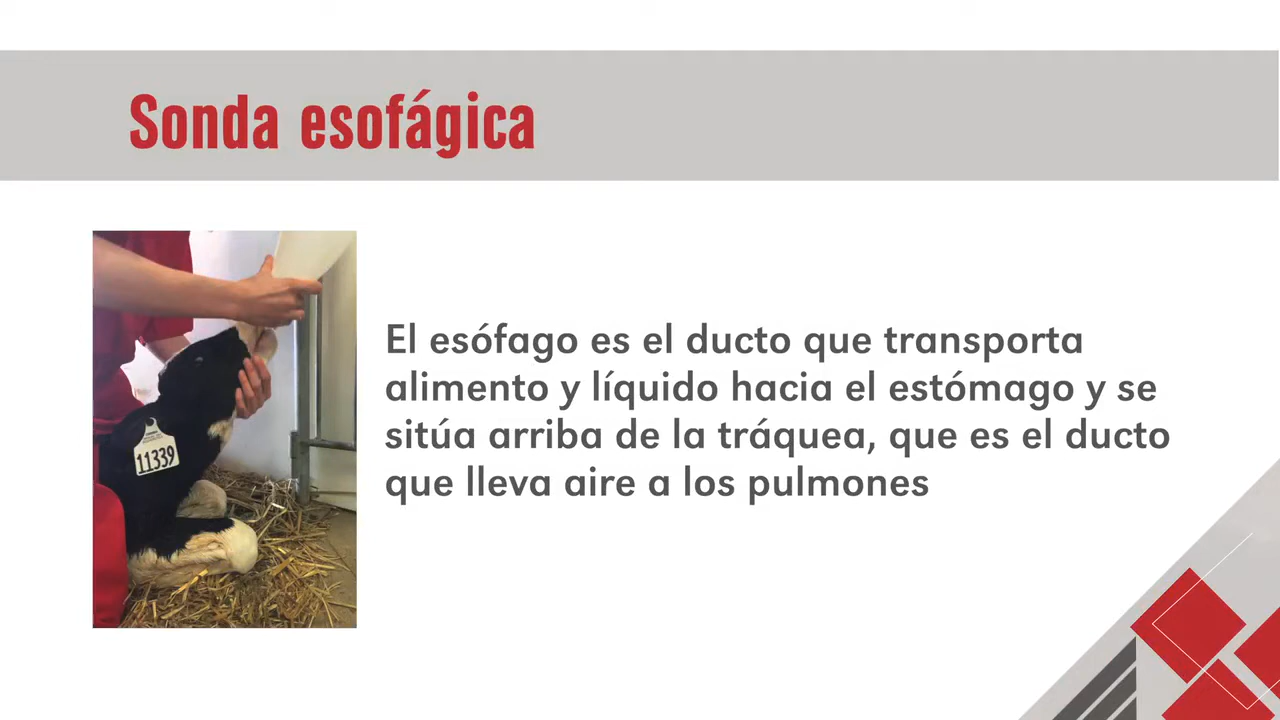 Sonda esofágica
El esófago es el ducto que transporta
alimento y líquido hacia el estómago y se
sitúa arriba de la tráquea, que es el ducto
que lleva aire a los pulmones
11339